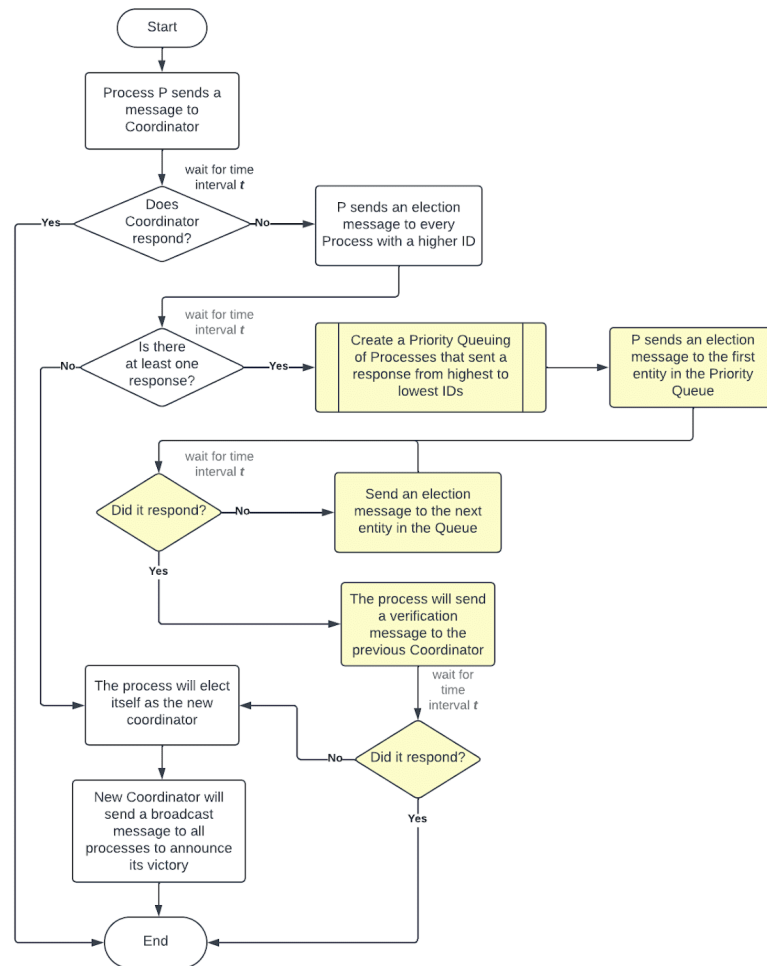 Start
Process P sends a
message to
Coordinator
wait for time
interval t
Does
Coordinator
respond?
Yes
No
P sends an election
message to every
Process with a higher ID
wait for time
interval t
Is there
at least one
response?
No
Yes
Create a Priority Queuing
of Processes that sent a
response from highest to
lowest IDs
P sends an election
message to the first
entity in the Priority
Queue
wait for time
interval t
Did it respond?
No
Send an election
message to the next
entity in the Queue
Yes
The process will send
a verification
message to the
previous Coordinator
wait for
time
interval t
The process will elect
itself as the new
coordinator
No
Did it respond?
Yes
New Coordinator will
send a broadcast
message to all
processes to announce
its victory
End